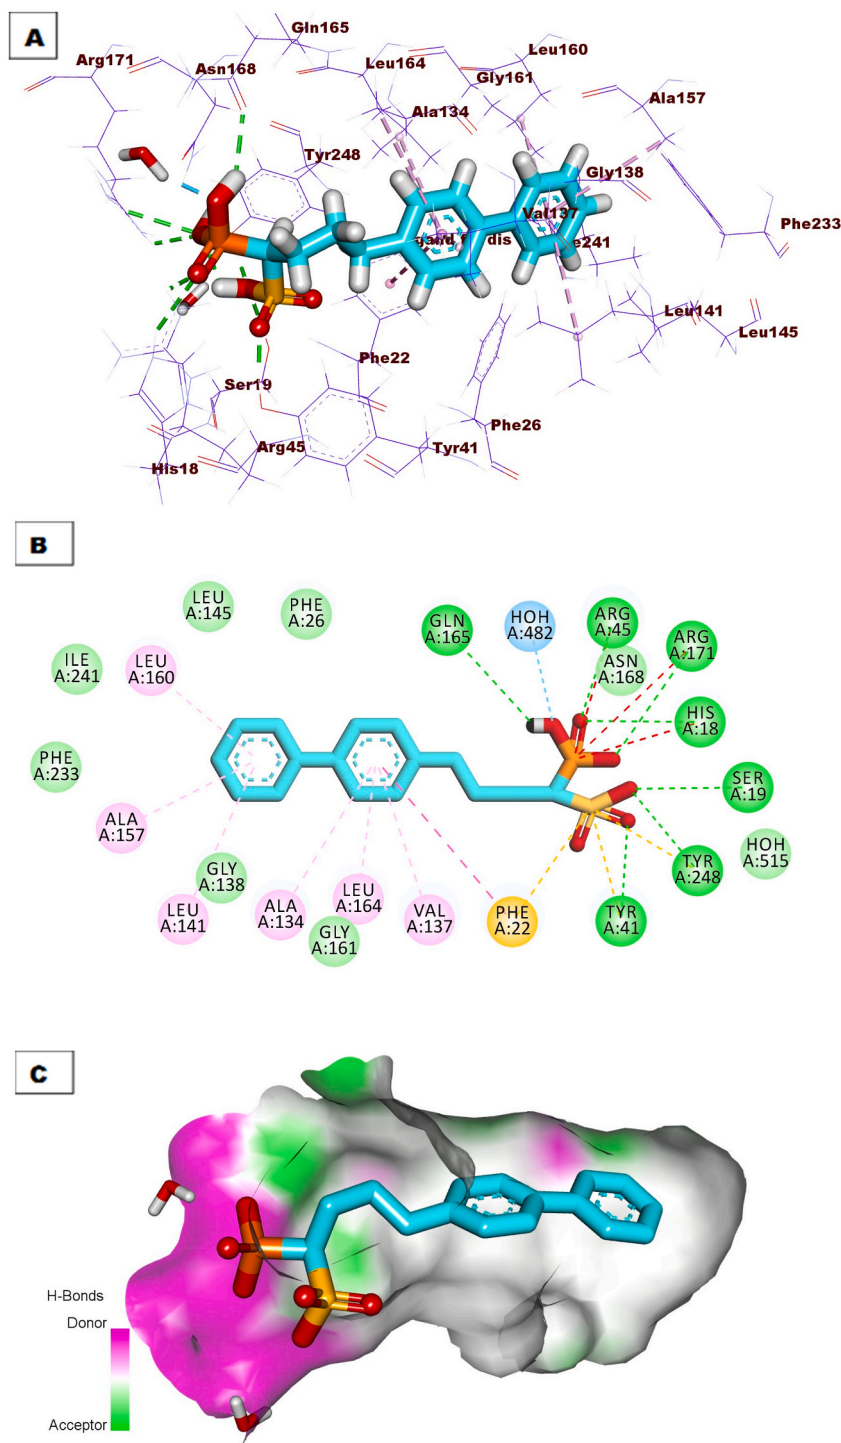 A
Gln165
Arg171
Asn168
Leu164
Leu160
Gly161
Ala157
Ala134
Tyr248
Gly138
Val137
Phe233
e241
dis
Leu141
Leu145
Phe22
Ser19
Phe26
Arg45
Tyr41
His18
B
LEU
A:145
PHE
A:26
GLN
A:165
HOH
A:482
ARG
A:45
ARG
A:171
ILE
A:241
LEU
A:160
ASN
A:168
HIS
A:18
PHE
A:233
SER
A:19
ALA
A:157
HOH
A:515
GLY
A:138
TYR
A:248
LEU
A:141
ALA
A:134
LEU
A:164
VAL
A:137
PHE
A:22
TYR
A:41
GLY
A:161
C
H-Bonds
Donor
Acceptor